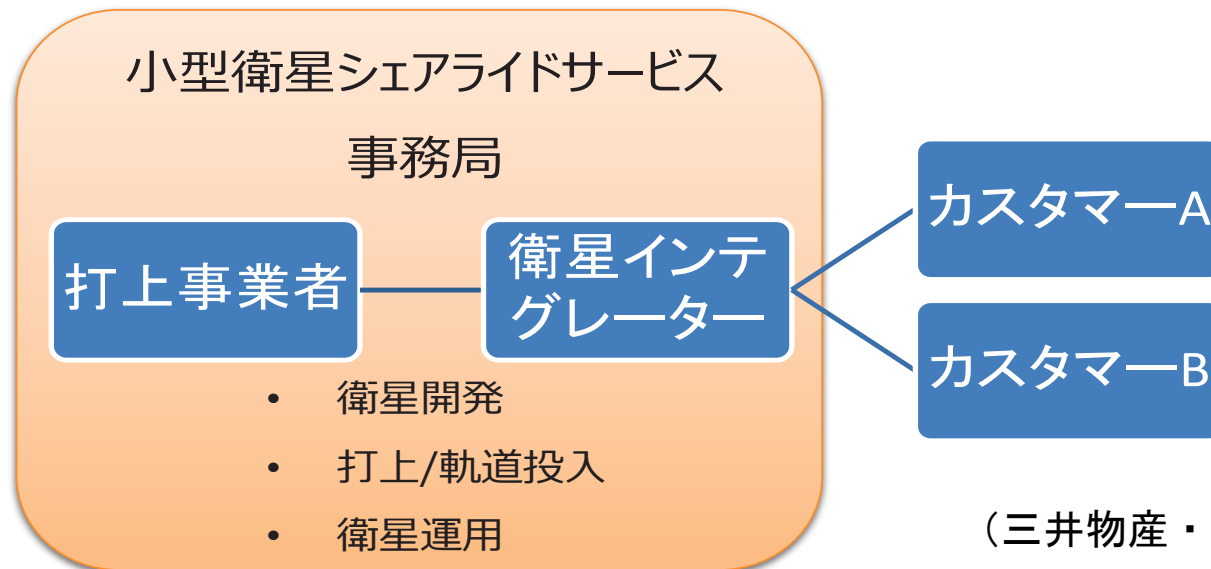 小型衛星シェアライドサービス
事務局
打上事業者
衛星インテ
グレーター
カスタマーA
カスタマーB
• 衛星開発
• 打上/軌道投入
• 衛星運用
（三井物産・